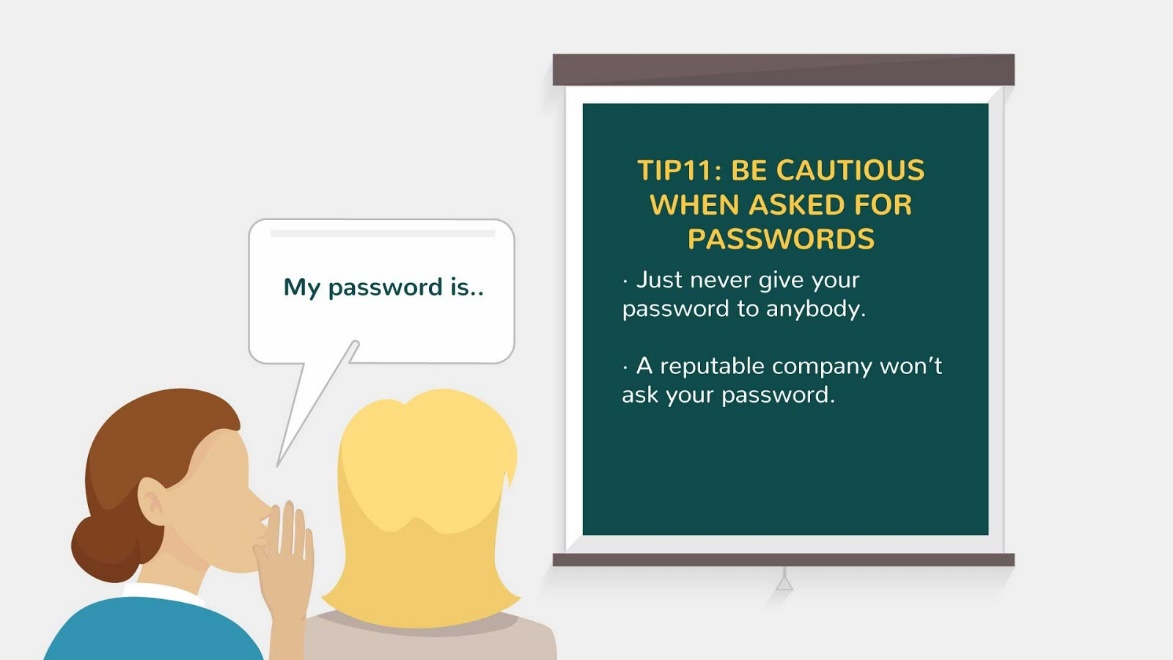 My password is..
TIP11: BE CAUTIOUS
WHEN ASKED FOR
PASSWORDS
· Just never give your
password to anybody.
· A reputable company won’t
ask your password.